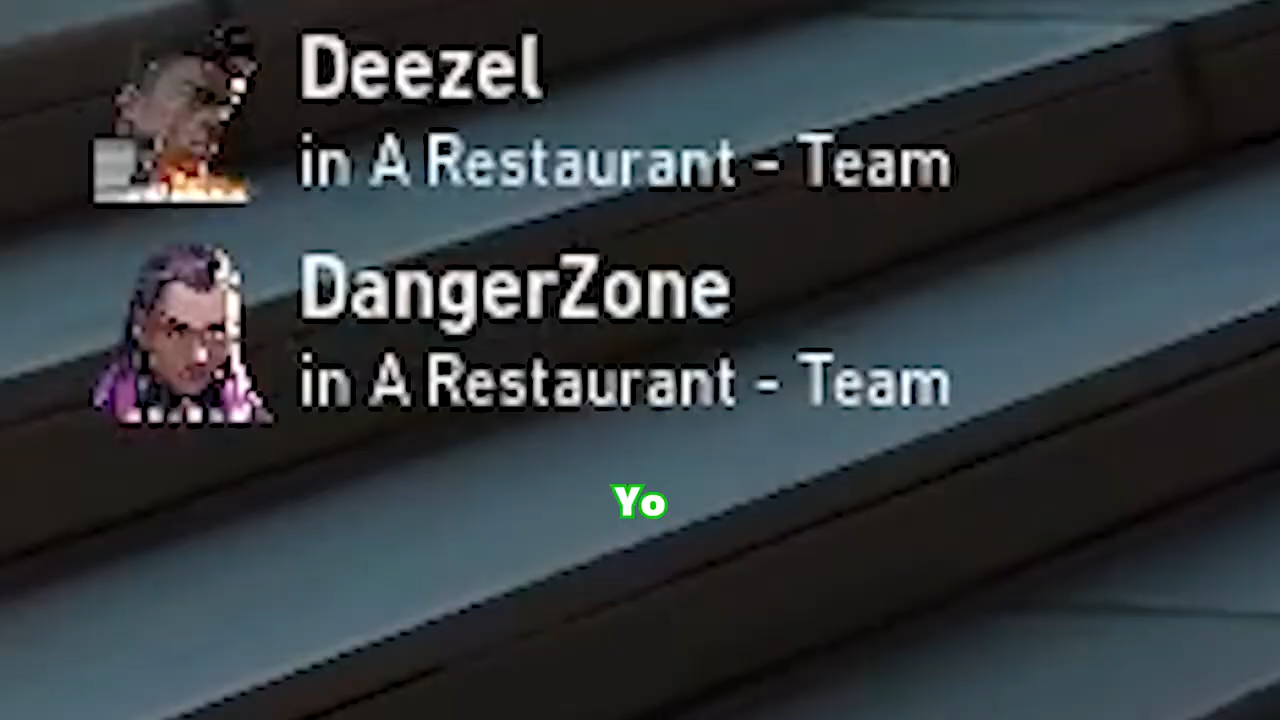 Deezel
in A Restaurant - Team
DangerZone
in A Restaurant - Team
Yo